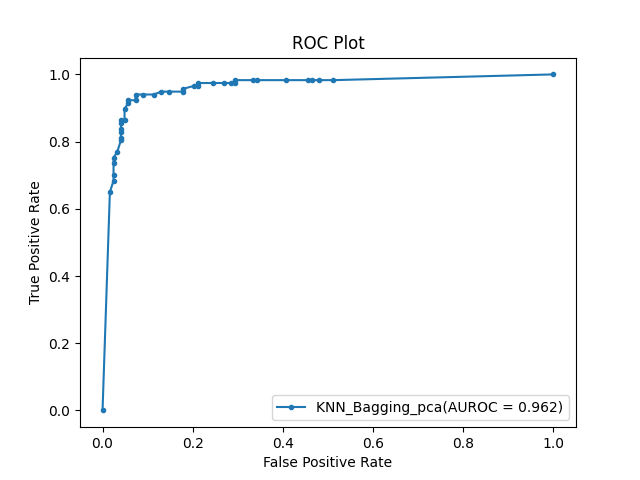 ROC Plot
1.0
0.8
0.6
0.4
0.2
0.0
True Positive Rate
KNN_Bagging_pca(AUROC = 0.962)
0.0 0.2 0.4 0.6 0.8 1.0
False Positive Rate